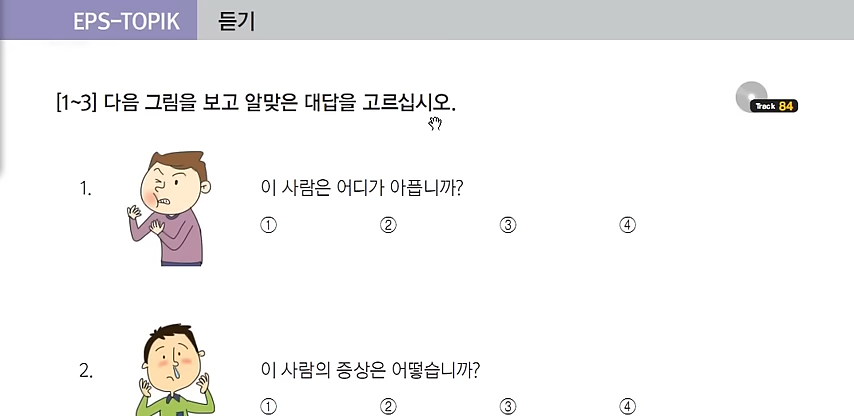 EPS-TOPIK 듣기
[1~3] 다음 그림을 보고 알맞은 대답을 고르십시오.
Track 84
1. 이 사람은 어디가 아픕니까?
① ② ③ ④
2. 이 사람의 증상은 어떻습니까?
① ② ③ ④